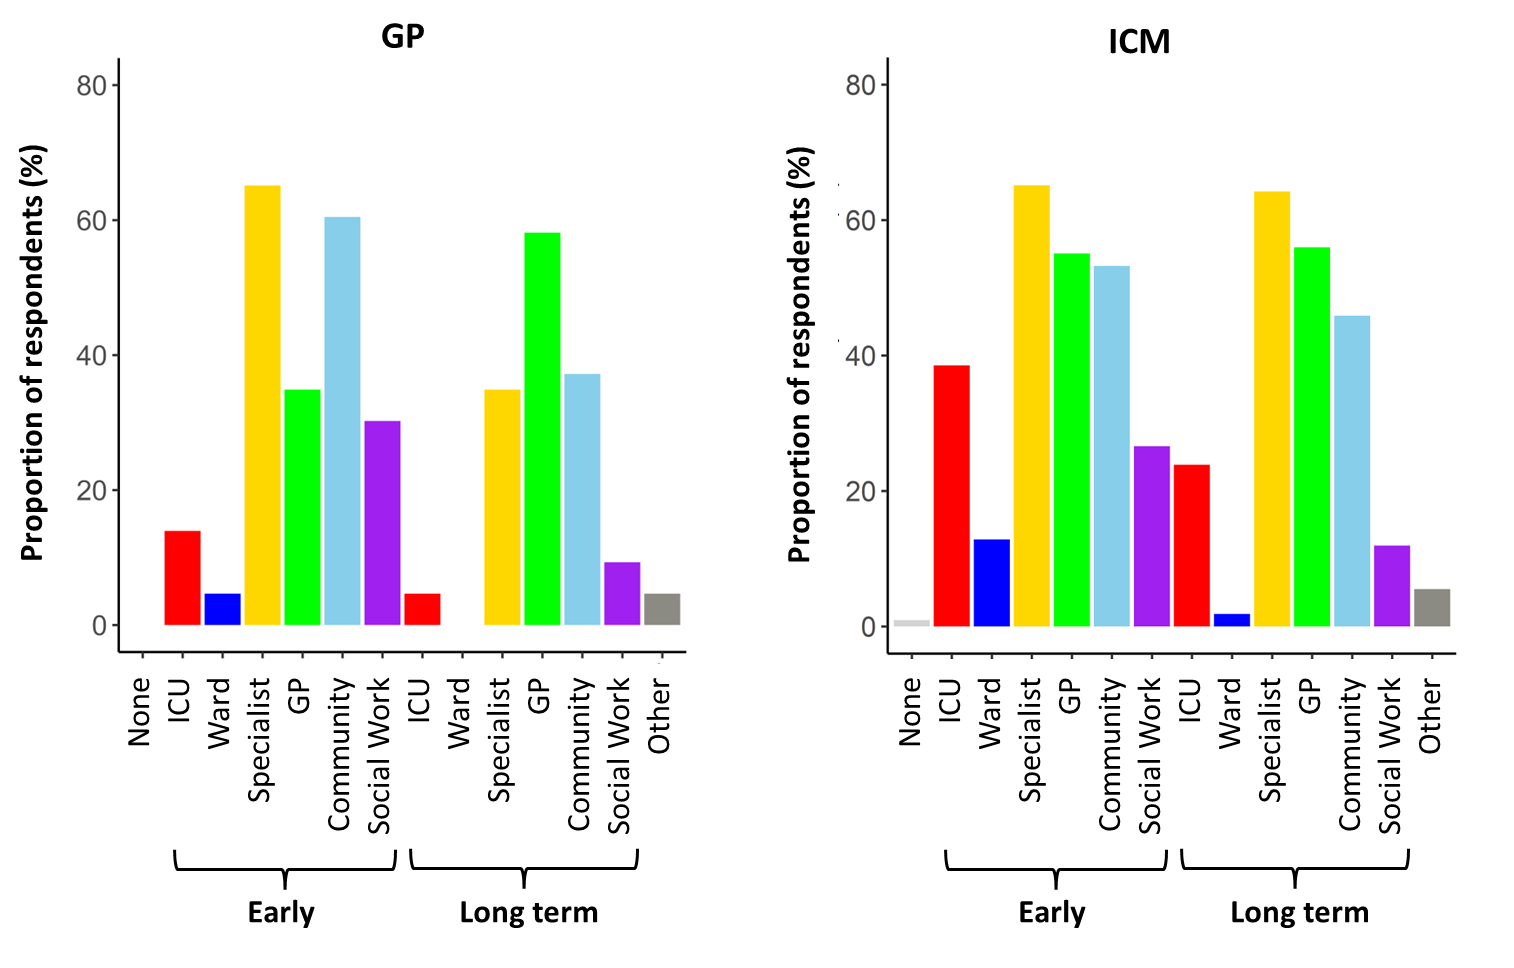 GP
Proportion of respondents (%)
80
60
40
20
0
None
ICU
Ward
Specialist
GP
Community
Social Work
ICU
Ward
Specialist
GP
Community
Social Work
Other
Early
Long term
ICM
Proportion of respondents (%)
80
60
40
20
0
None
ICU
Ward
Specialist
GP
Community
Social Work
ICU
Ward
Specialist
GP
Community
Social Work
Other
Early
Long term